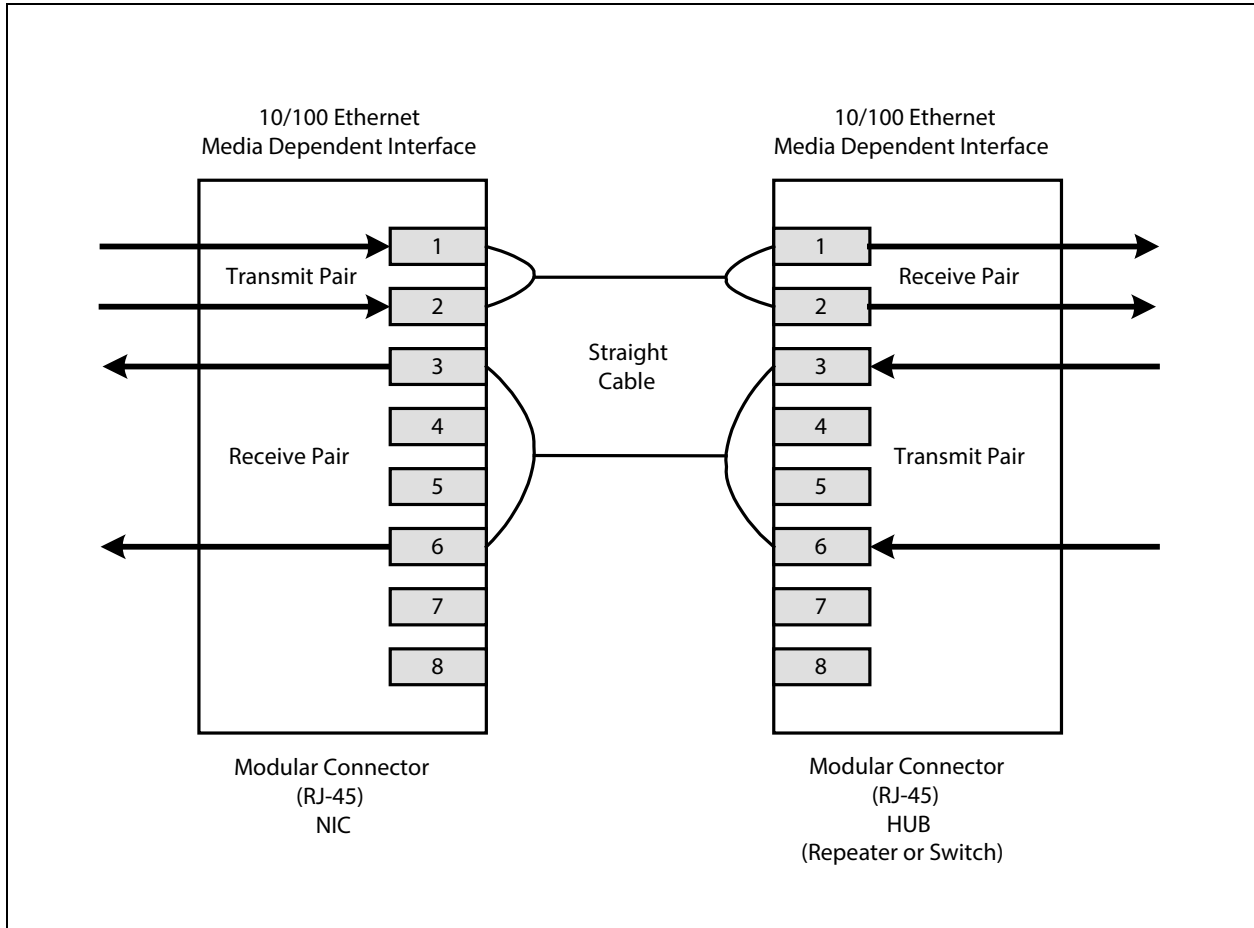 10/100 Ethernet
Media Dependent Interface
10/100 Ethernet
Media Dependent Interface
1
Transmit Pair
2
3
4
Receive Pair
5
6
7
8
Straight
Cable
1
Receive Pair
2
3
4
Transmit Pair
5
6
7
8
Modular Connector
(RJ-45)
NIC
Modular Connector
(RJ-45)
HUB
(Repeater or Switch)